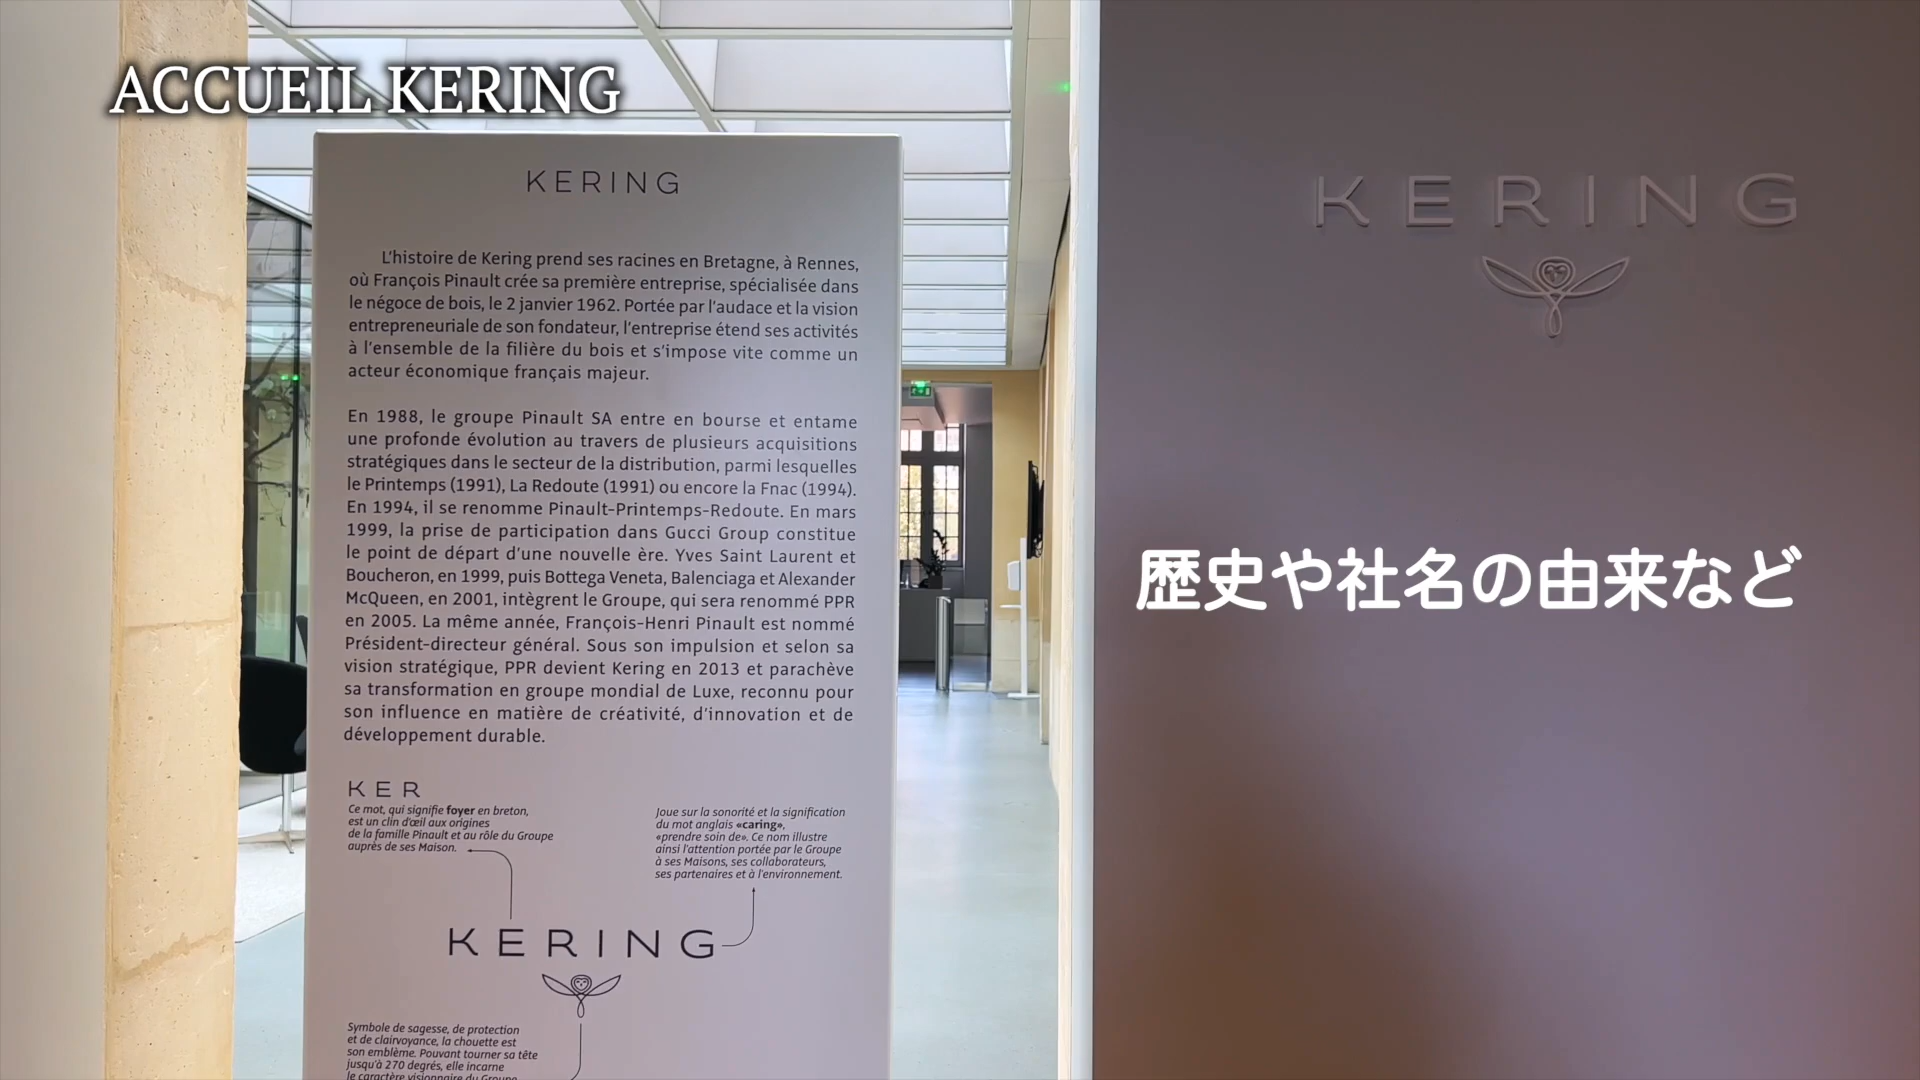 ACCUEIL KERING
KERING
L'histoire de Kering prend ses racines en Bretagne, à Rennes,
où François Pinault crée sa première entreprise, spécialisée dans
le négoce de bois, le 2 janvier 1962. Portée par l'audace et la vision
entrepreneuriale de son fondateur, l'entreprise étend ses activités
à l'ensemble de la filière du bois et s'impose vite comme un
acteur économique français majeur.
En 1988, le groupe Pinault SA entre en bourse et entame
une profonde évolution au travers de plusieurs acquisitions
stratégiques dans le secteur de la distribution, parmi lesquelles
le Printemps (1991), La Redoute (1991) ou encore la Fnac (1994).
En 1994, il se renomme Pinault-Printemps-Redoute. En mars
1999, la prise de participation dans Gucci Group constitue
le point de départ d'une nouvelle ère. Yves Saint Laurent et
Boucheron, en 1999, puis Bottega Veneta, Balenciaga et Alexander
McQueen, en 2001, intègrent le Groupe, qui sera renommé PPR
en 2005. La même année, François-Henri Pinault est nommé
Président-directeur général. Sous son impulsion et selon sa
vision stratégique, PPR devient Kering en 2013 et parachève
sa transformation en groupe mondial de Luxe, reconnu pour
son influence en matière de créativité, d'innovation et de
développement durable.
KER
Ce mot, qui signifie foyer en breton,
est un clin d'œil aux origines
de la famille Pinault et au rôle du Groupe
auprès de ses Maison.
Joue sur la sonorité et la signification
du mot anglais «caring»,
«prendre soin de». Ce nom illustre
ainsi l'attention portée par le Groupe
à ses Maisons, ses collaborateurs,
ses partenaires et à l'environnement.
KERING
Symbole de sagesse, de protection
et de clairvoyance, la chouette est
son emblème. Pouvant tourner sa tête
jusqu'à 270 degrés, elle incarne
le caractère visionnaire du Groupe
KERING
歴史や社名の由来など